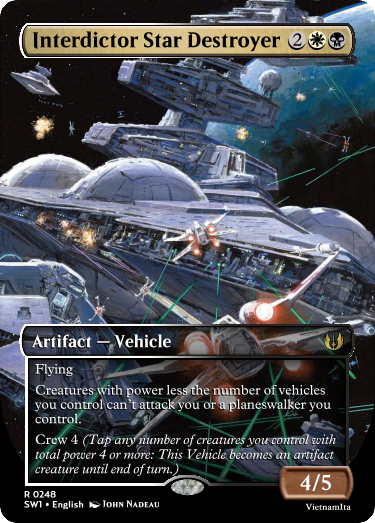 Interdictor Star Destroyer 2
Artifact — Vehicle
Flying
Creatures with power less the number of vehicles
you control can't attack you or a planeswalker you
control.
Crew 4 (Tap any number of creatures you control with
total power 4 or more: This Vehicle becomes an artifact
creature until end of turn.)
4/5
R 0248
SW1 • English John Nadeau
VietnamIta